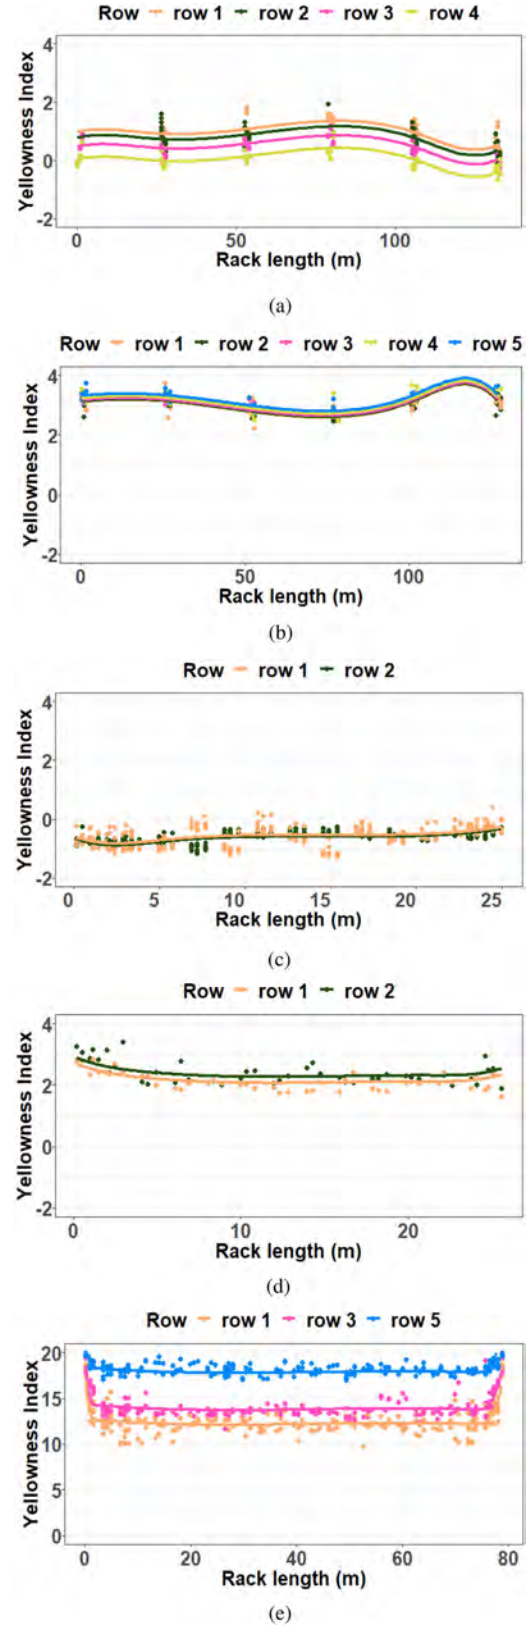 Row row 1 row 2 row 3 row 4
Yellowness Index
4
2
0
-2
0 50 100
Rack length (m)
(a)
Row row 1 row 2 row 3 row 4 row 5
Yellowness Index
4
2
0
-2
0 50 100
Rack length (m)
(b)
Row row 1 row 2
Yellowness Index
4
2
0
-2
0 5 10 15 20 25
Rack length (m)
(c)
Row row 1 row 2
Yellowness Index
4
2
0
-2
0 10 20
Rack length (m)
(d)
Row row 1 row 3 row 5
Yellowness Index
20
15
10
5
0
0 20 40 60 80
Rack length (m)
(e)